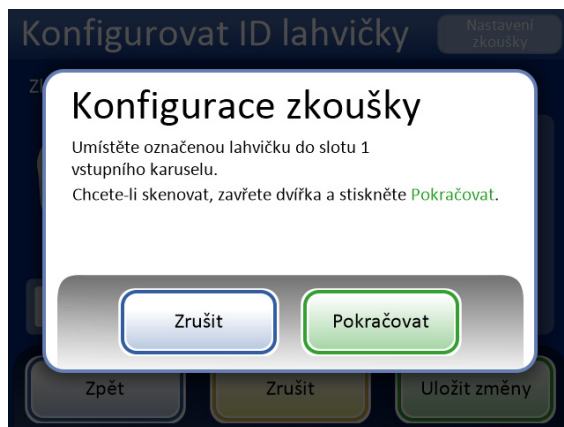 Konfigurovat ID lahvičky
Nastavení
zkoušky
Konfigurace zkoušky
Umístěte označenou lahvičku do slotu 1
vstupního karuselu.
Chcete-li skenovat, zavřete dvířka a stiskněte Pokračovat.
Zrušit
Pokračovat
Zpět
Zrušit
Uložit změny